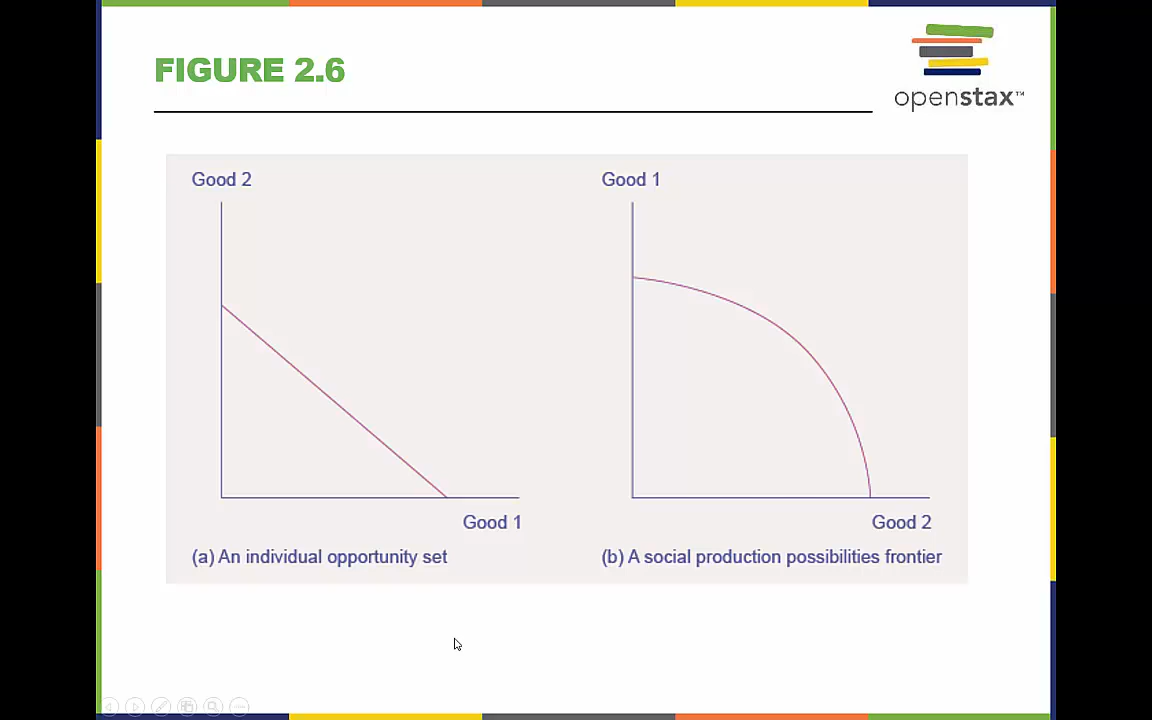 FIGURE 2.6
openstax™
Good 2
Good 1
Good 1
Good 2
(a) An individual opportunity set
(b) A social production possibilities frontier